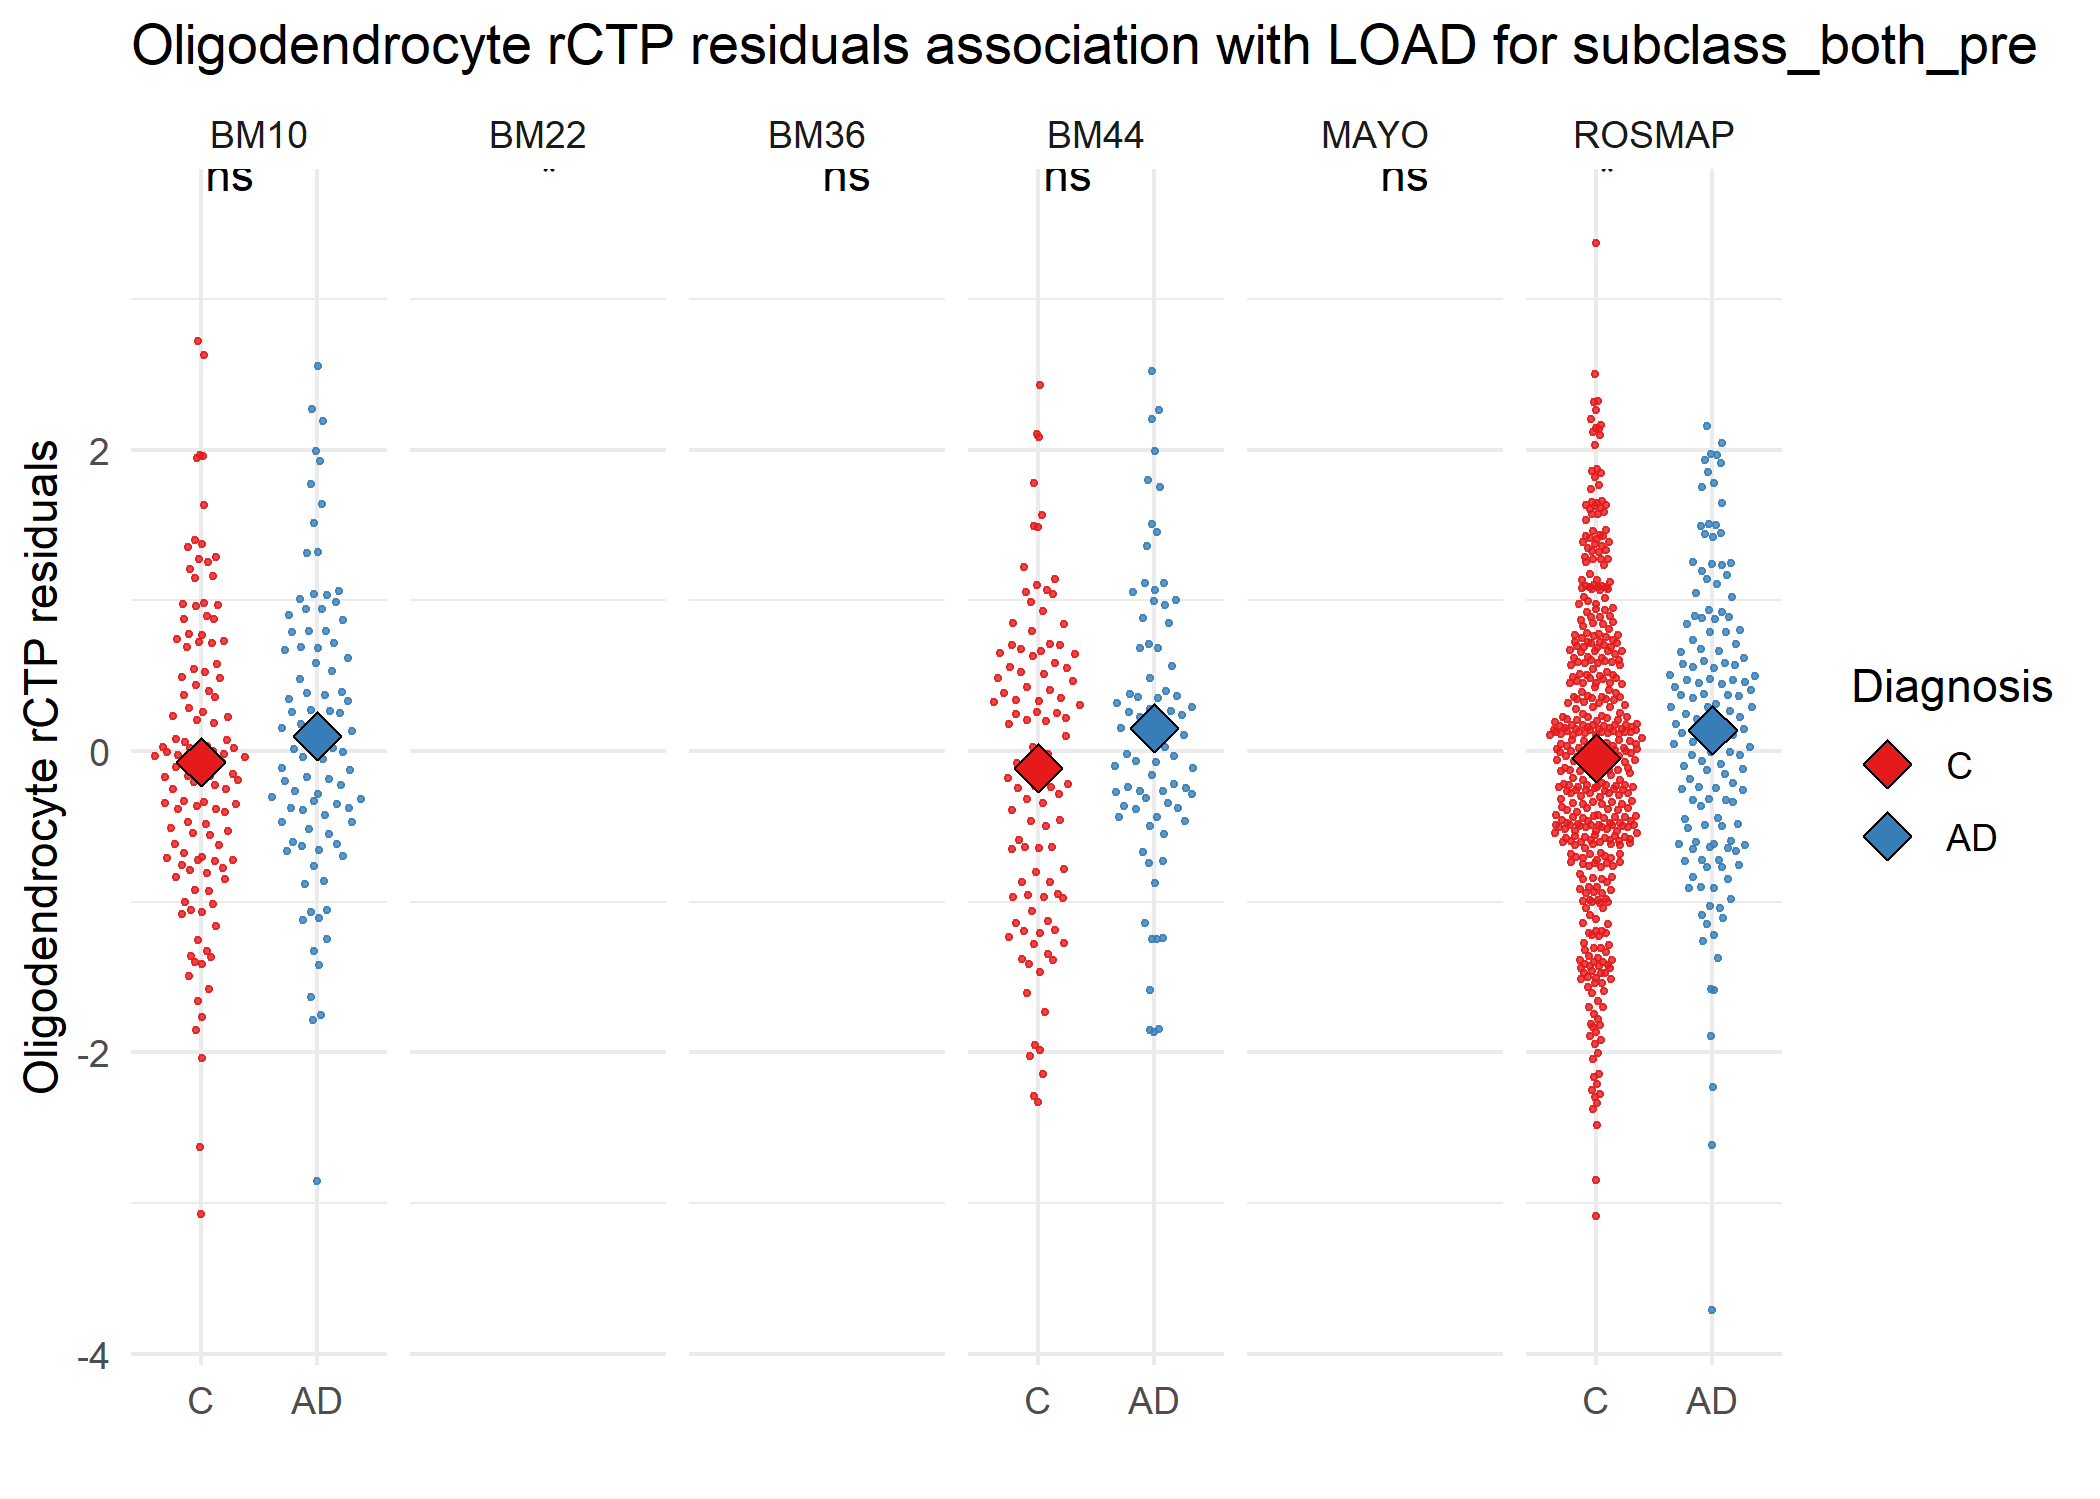 Oligodendrocyte rCTP residuals association with LOAD for subclass_both_pre
BM10 BM22 BM36 BM44 MAYO ROSMAP
ns * ns ns ns *
Oligodendrocyte rCTP residuals
2
0
-2
-4
Diagnosis
C
AD
C AD C AD C AD